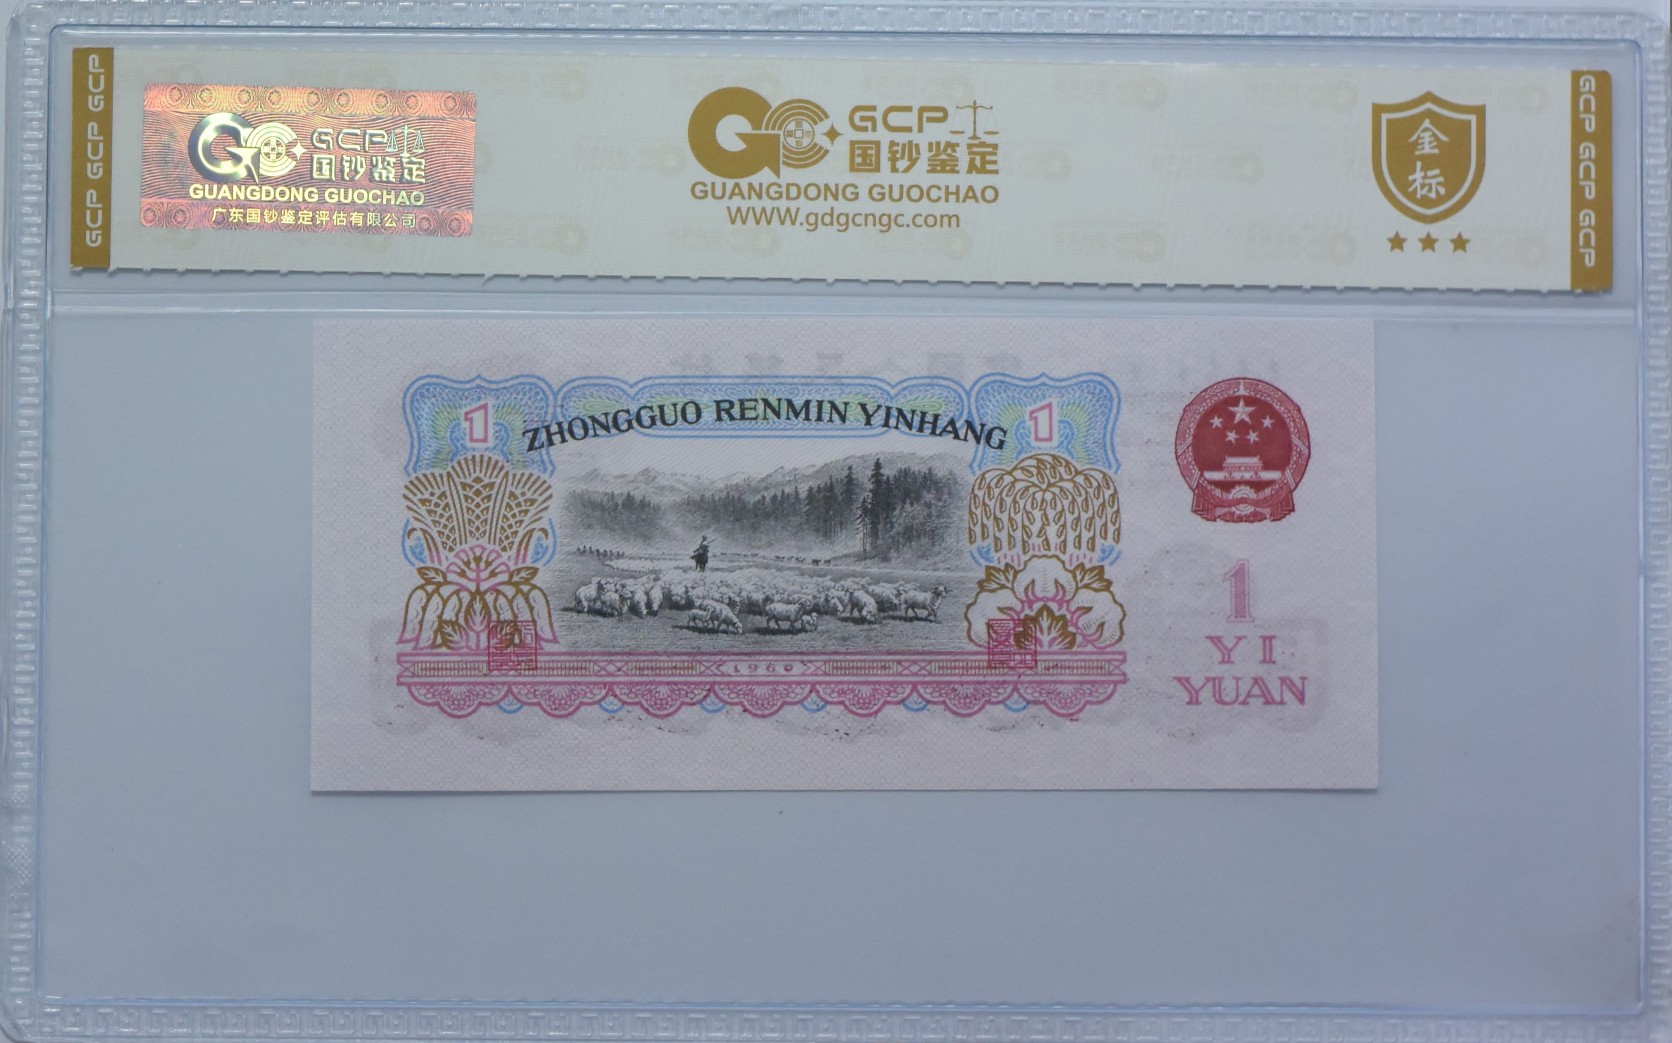 GCP GCP GCP
GCP
国钞鉴定
GUANGDONG GUOCHAO
广东国钞鉴定评估有限公司
GCP
国钞鉴定
GUANGDONG GUOCHAO
WWW.gdgcngc.com
金标
GCP GCP GCP
1
ZHONGGUO RENMIN YINHANG
1
1960
1
YI
YUAN